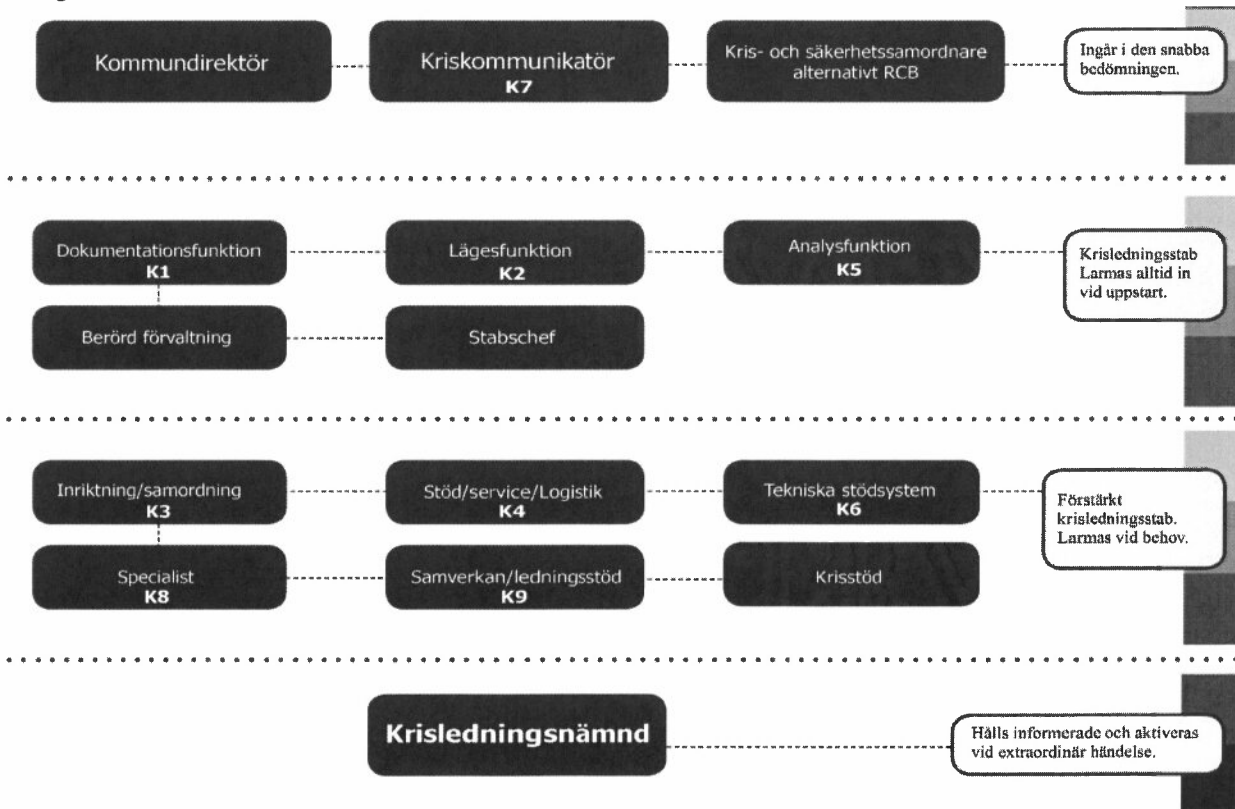 Kommundirektör
Kriskommunikatör
K7
Kris- och säkerhetssamordnare
alternativt RCB
Ingår i den snabba
bedömningen.
Dokumentationsfunktion
K1
Lägesfunktion
K2
Analysfunktion
K5
Krisledningsstab
Larmas alltid in
vid uppstart.
Berörd förvaltning
Stabschef
Inriktning/samordning
K3
Stöd/service/Logistik
K4
Tekniska stödsystem
K6
Förstärkt
krisledningsstab.
Larmas vid behov.
Specialist
K8
Samverkan/ledningsstöd
K9
Krisstöd
Krisledningsnämnd
Hålls informerade och aktiveras
vid extraordinär händelse.